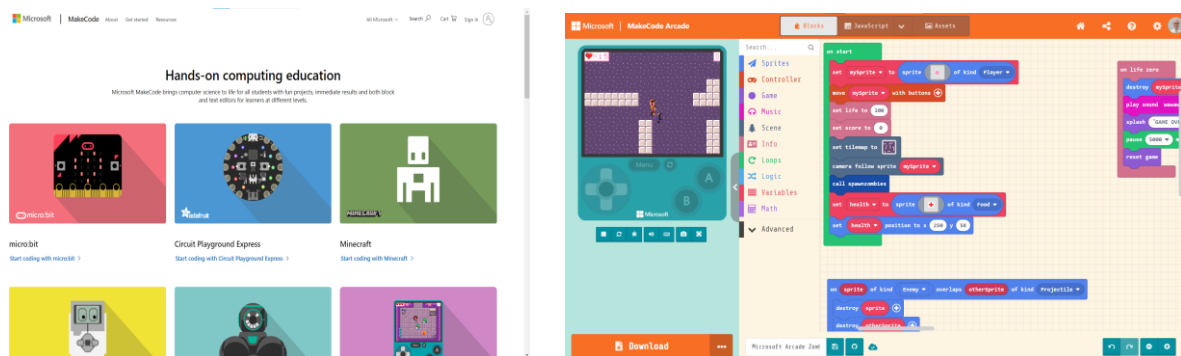 Microsoft | MakeCode About Get started Resources
All Microsoft Search Cart Sign in
Hands-on computing education
Microsoft MakeCode brings computer science to life for all students with fun projects, immediate results and both block
and text editors for learners at different levels.
micro:bit
adafruit
MINECRAFT
micro:bit
Circuit Playground Express
Minecraft
Start coding with micro:bit >
Start coding with Circuit Playground Express >
Start coding with Minecraft >
Microsoft | MakeCode Arcade
Blocks
JavaScript
Assets
Menu
A
B
Microsoft
Download
Search...
Sprites
Controller
Game
Music
Scene
Info
Loops
Logic
Variables
Math
Advanced
on start
set mySprite to sprite of kind Player
move mySprite with buttons
set life to 100
set score to 0
set tilemap to
camera follow sprite mySprite
call spawnzombies
set health to sprite of kind Food
set health position to x 250 y 50
on sprite of kind Enemy overlaps otherSprite of kind Projectile
destroy sprite
destroy otherSprite
on life zero
destroy mySprite
play sound
splash "GAME OVE
pause 5000
reset game
Microsoft Arcade Zomb